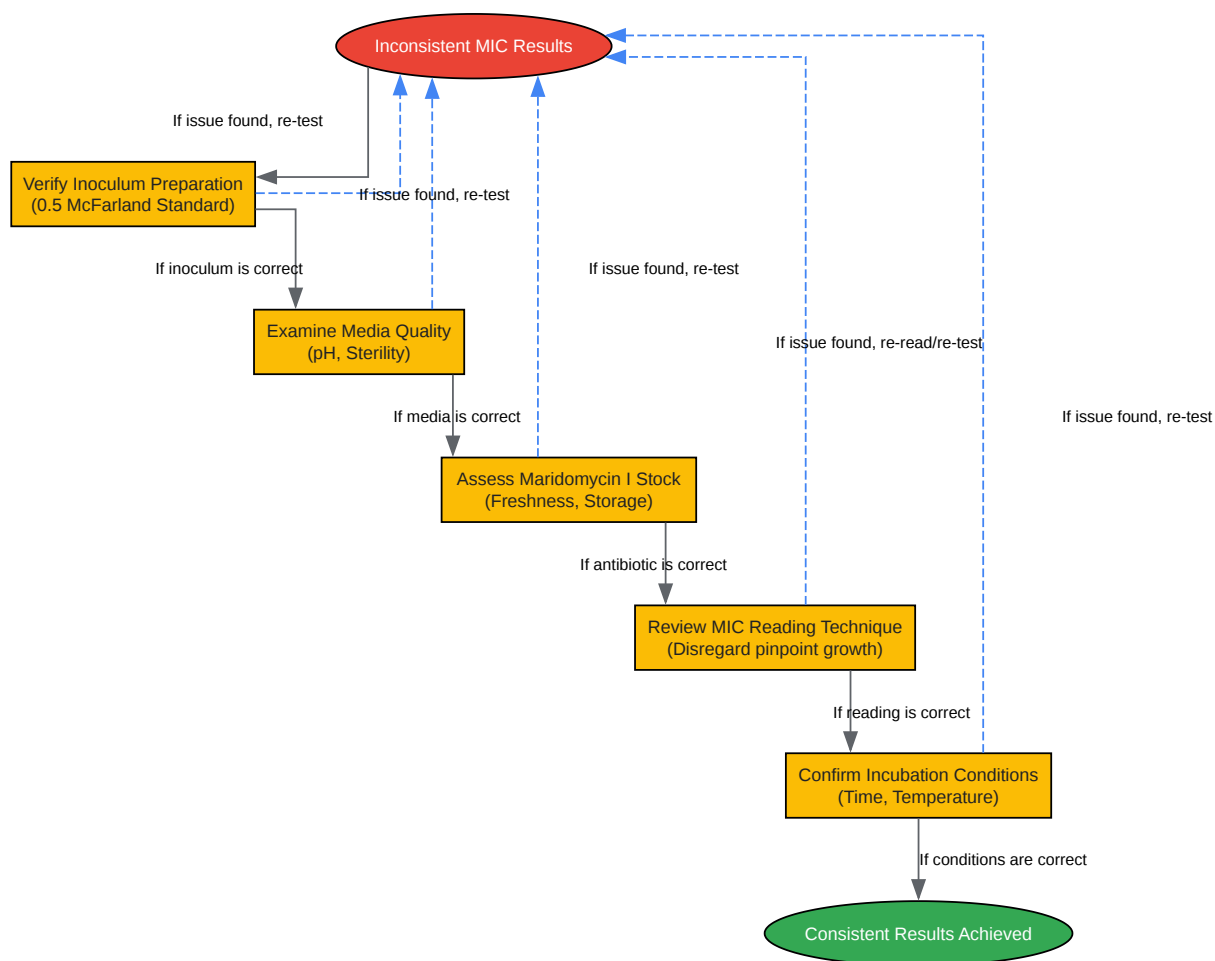 Inconsistent MIC Results
If issue found, re-test
Verify Inoculum Preparation
(0.5 McFarland Standard)
If issue found, re-test
If inoculum is correct
If issue found, re-test
Examine Media Quality
(pH, Sterility)
If issue found, re-read/re-test
If media is correct
If issue found, re-test
Assess Maridomycin I Stock
(Freshness, Storage)
If antibiotic is correct
Review MIC Reading Technique
(Disregard pinpoint growth)
If reading is correct
Confirm Incubation Conditions
(Time, Temperature)
If conditions are correct
Consistent Results Achieved